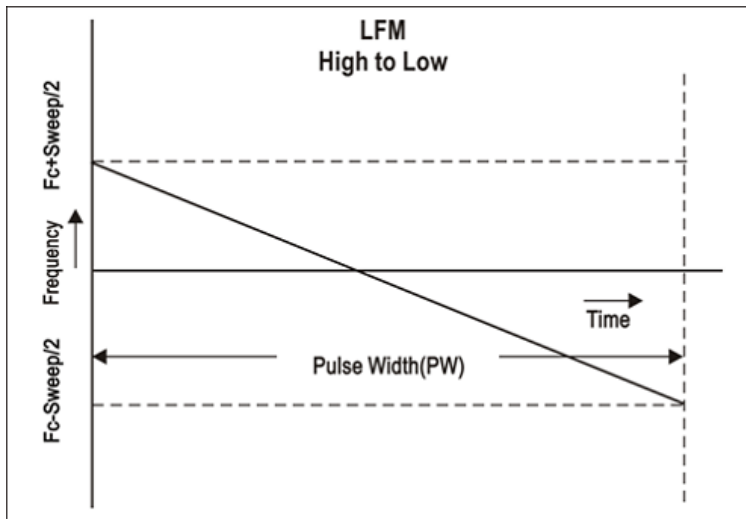 LFM
High to Low
Fc+Sweep/2
Frequency
Time
Pulse Width(PW)
Fc-Sweep/2